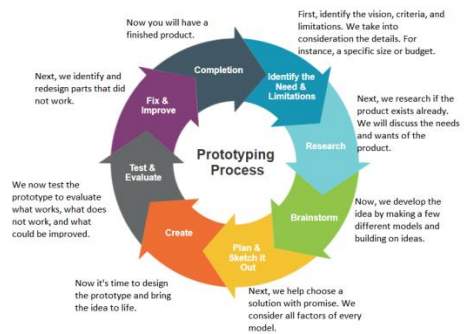 Now you will have a
finished product.
First, identify the vision, criteria, and
limitations. We take into
consideration the details. For
instance, a specific size or budget.
Completion
Identify the
Need &
Limitations
Next, we identify and
redesign parts that did
not work.
Fix &
Improve
Next, we research if the
product exists already.
We will discuss the needs
and wants of the
product.
Research
Prototyping
Process
Test &
Evaluate
We now test the
prototype to evaluate
what works, what does
not work, and what
could be improved.
Now, we develop the
idea by making a few
different models and
building on ideas.
Brainstorm
Create
Plan &
Sketch it
Out
Now it's time to design
the prototype and bring
the idea to life.
Next, we help choose a
solution with promise. We
consider all factors of every
model.